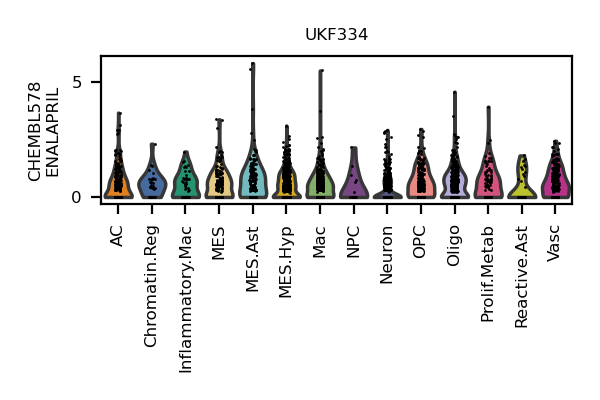 UKF334
CHEMBL578
ENALAPRIL
5
0
AC
Chromatin.Reg
Inflammatory.Mac
MES
MES.Ast
MES.Hyp
Mac
NPC
Neuron
OPC
Oligo
Prolif.Metab
Reactive.Ast
Vasc